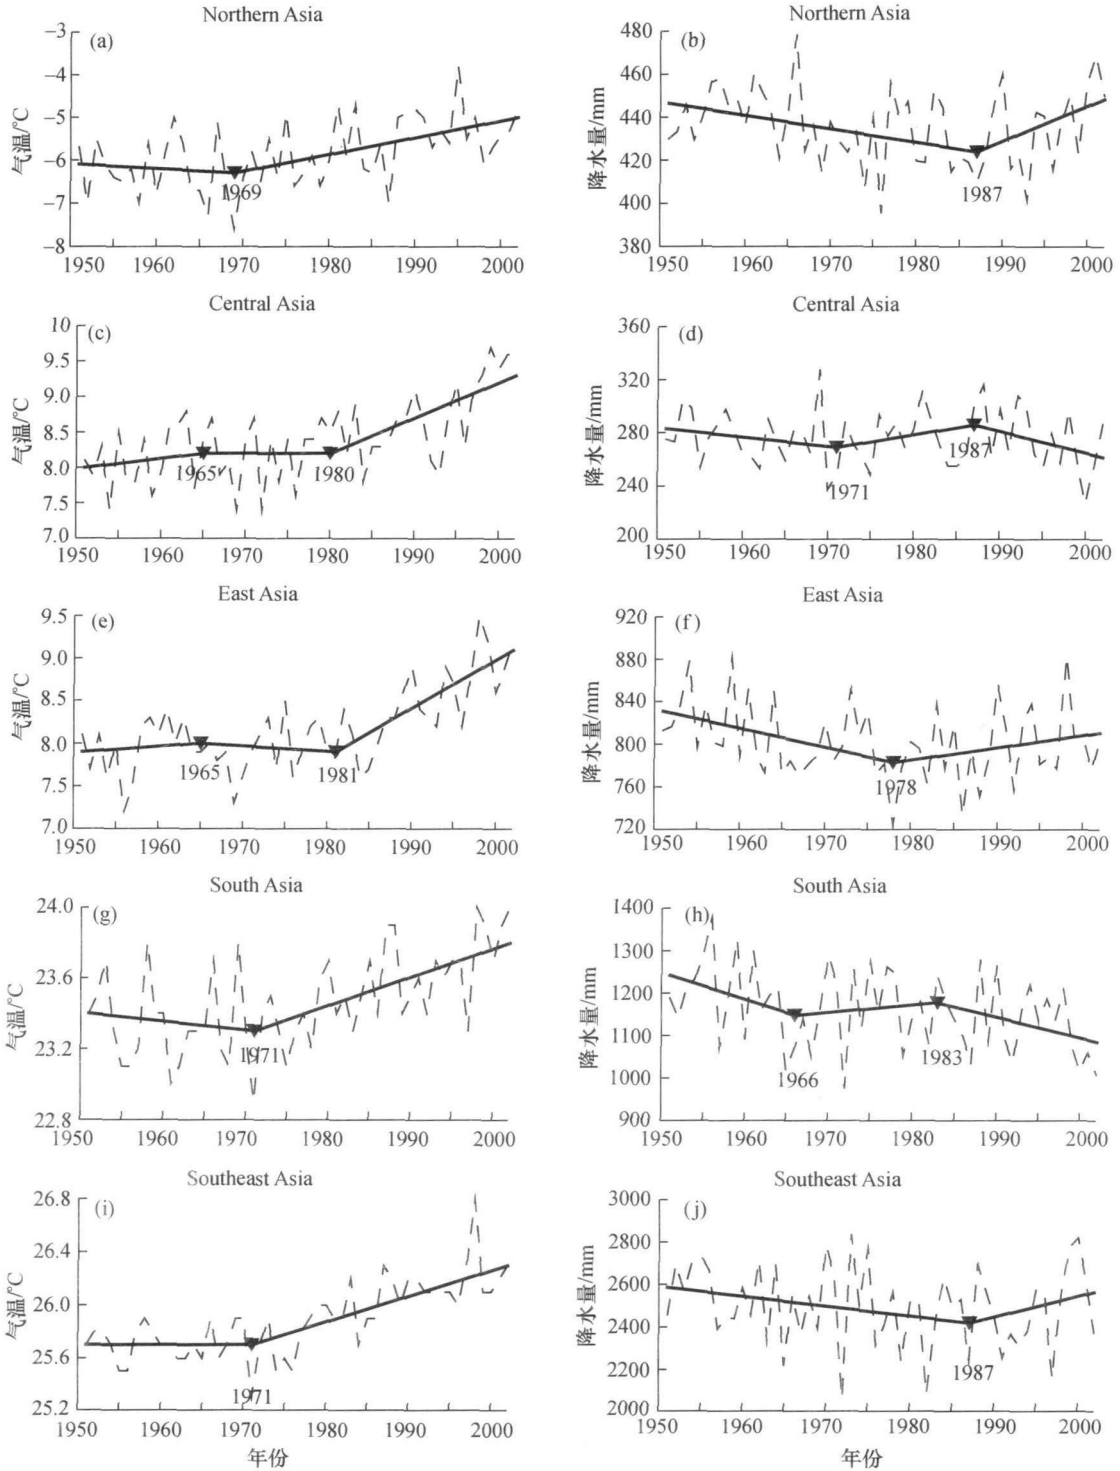 Northern Asia
(a)
气温/℃
-3
-4
-5
-6
-7
-8
1969
1950 1960 1970 1980 1990 2000
Northern Asia
(b)
降水量/mm
480
460
440
420
400
380
1987
1950 1960 1970 1980 1990 2000
Central Asia
(c)
气温/℃
10
9.5
9.0
8.5
8.0
7.5
7.0
1965 1980
1950 1960 1970 1980 1990 2000
Central Asia
(d)
降水量/mm
360
320
280
240
200
1987
1971
1950 1960 1970 1980 1990 2000
East Asia
(e)
气温/℃
9.5
9.0
8.5
8.0
7.5
7.0
1965 1981
1950 1960 1970 1980 1990 2000
East Asia
(f)
降水量/mm
920
880
840
800
760
720
1978
1950 1960 1970 1980 1990 2000
South Asia
(g)
气温/℃
24.0
23.6
23.2
22.8
1971
1950 1960 1970 1980 1990 2000
South Asia
(h)
降水量/mm
1400
1300
1200
1100
1000
900
1983
1966
1950 1960 1970 1980 1990 2000
Southeast Asia
(i)
气温/℃
26.8
26.4
26.0
25.6
25.2
1971
1950 1960 1970 1980 1990 2000
年份
Southeast Asia
(j)
降水量/mm
3000
2800
2600
2400
2200
2000
1987
1950 1960 1970 1980 1990 2000
年份